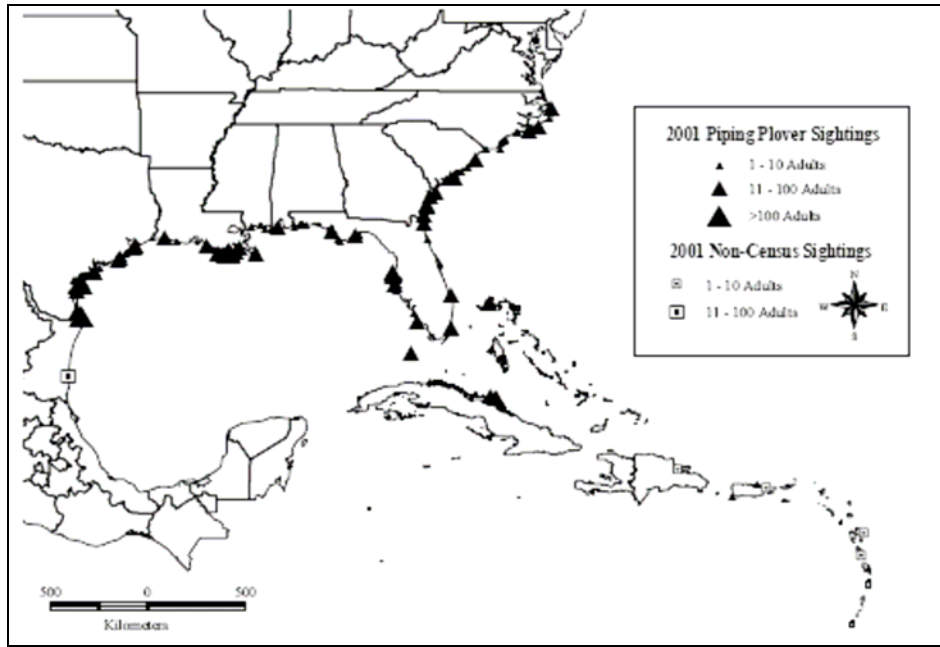 2001 Piping Plover Sightings
1 - 10 Adults
11 - 100 Adults
>100 Adults
2001 Non-Census Sightings
1 - 10 Adults
11 - 100 Adults
N
W E
S
500 0 500
Kilometers